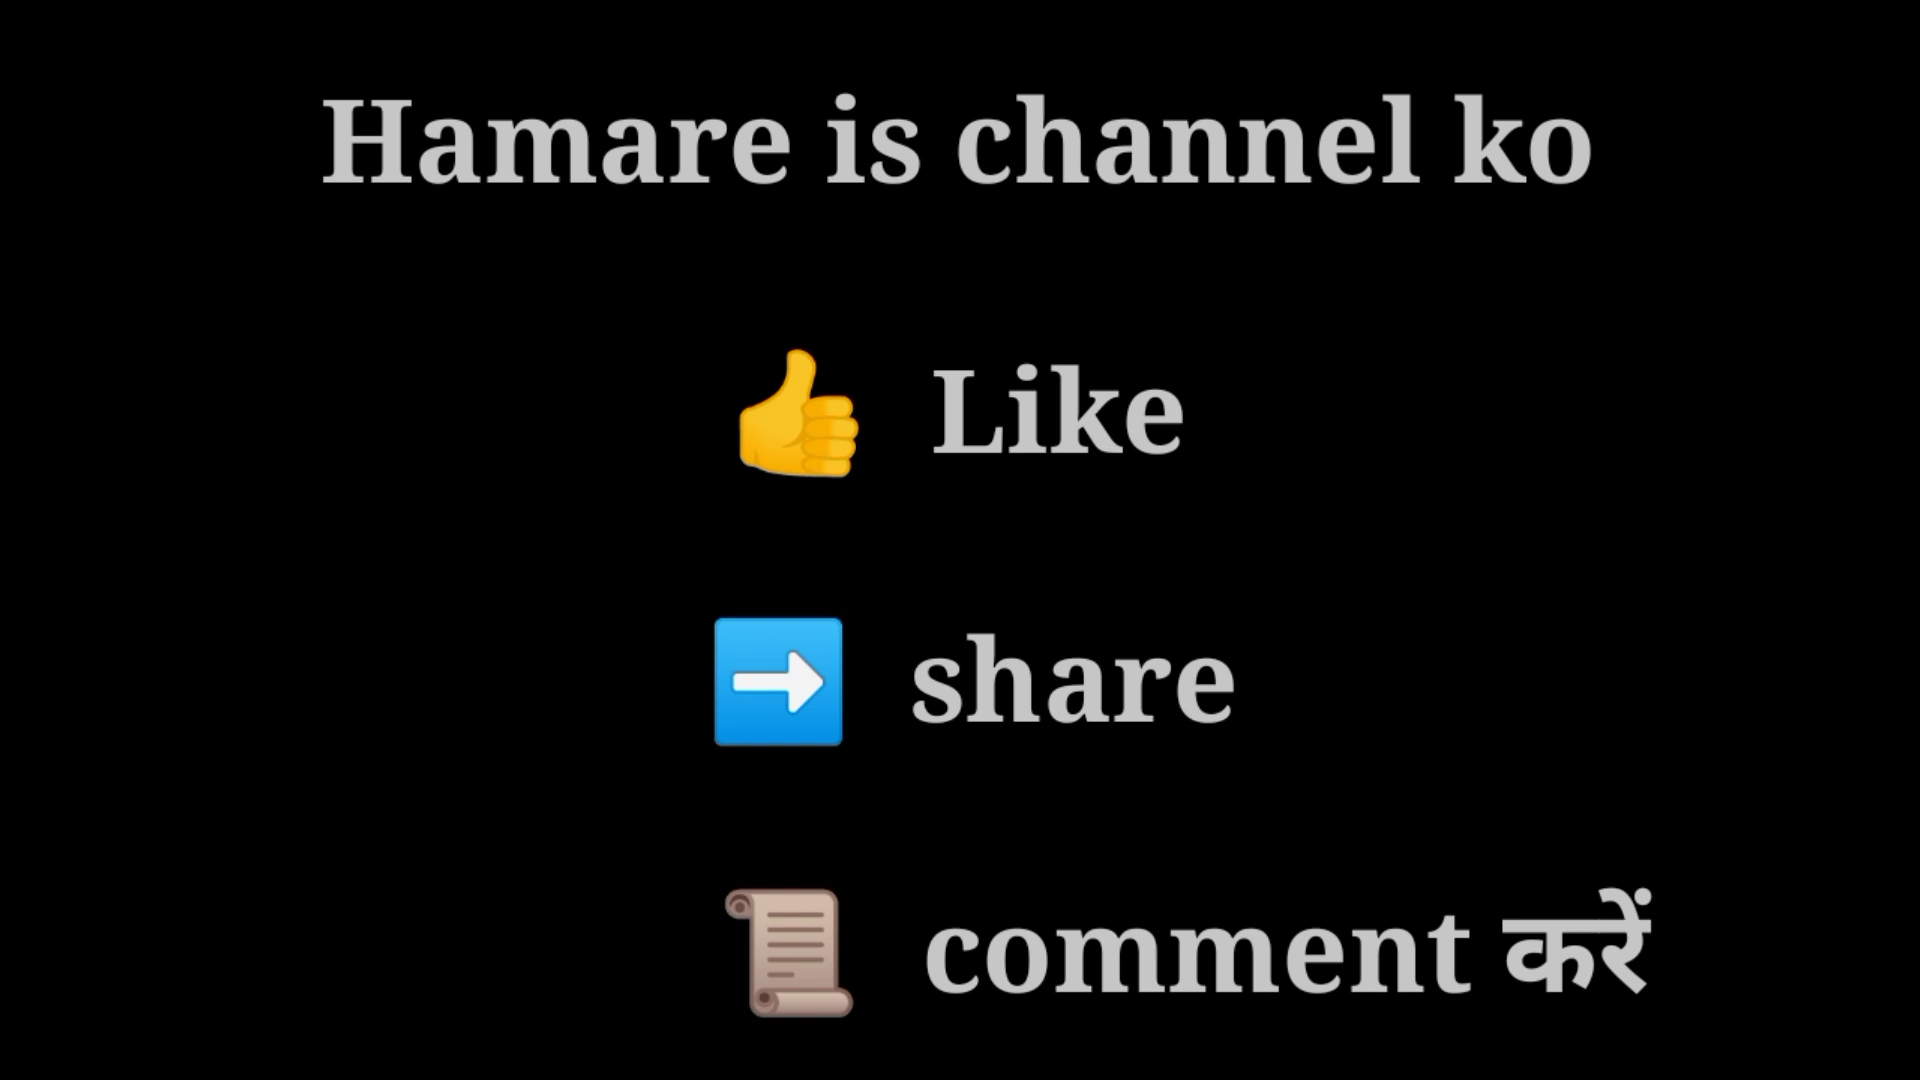 Hamare is channel ko
👍 Like
➡️ share
📜 comment करें